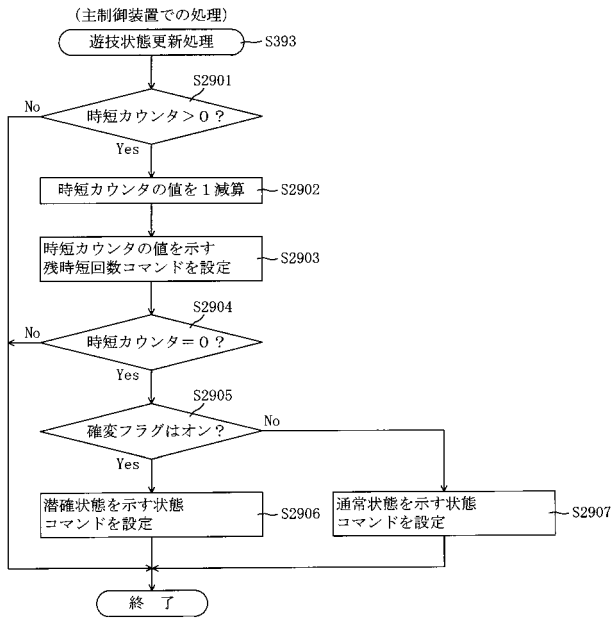 (主制御装置での処理)
遊技状態更新処理
S393
S2901
No
時短カウンタ>0?
Yes
時短カウンタの値を1減算
S2902
時短カウンタの値を示す
残時短回数コマンドを設定
S2903
S2904
No
時短カウンタ=0?
Yes
S2905
確変フラグはオン?
No
Yes
潜確状態を示す状態
コマンドを設定
S2906
通常状態を示す状態
コマンドを設定
S2907
終 了